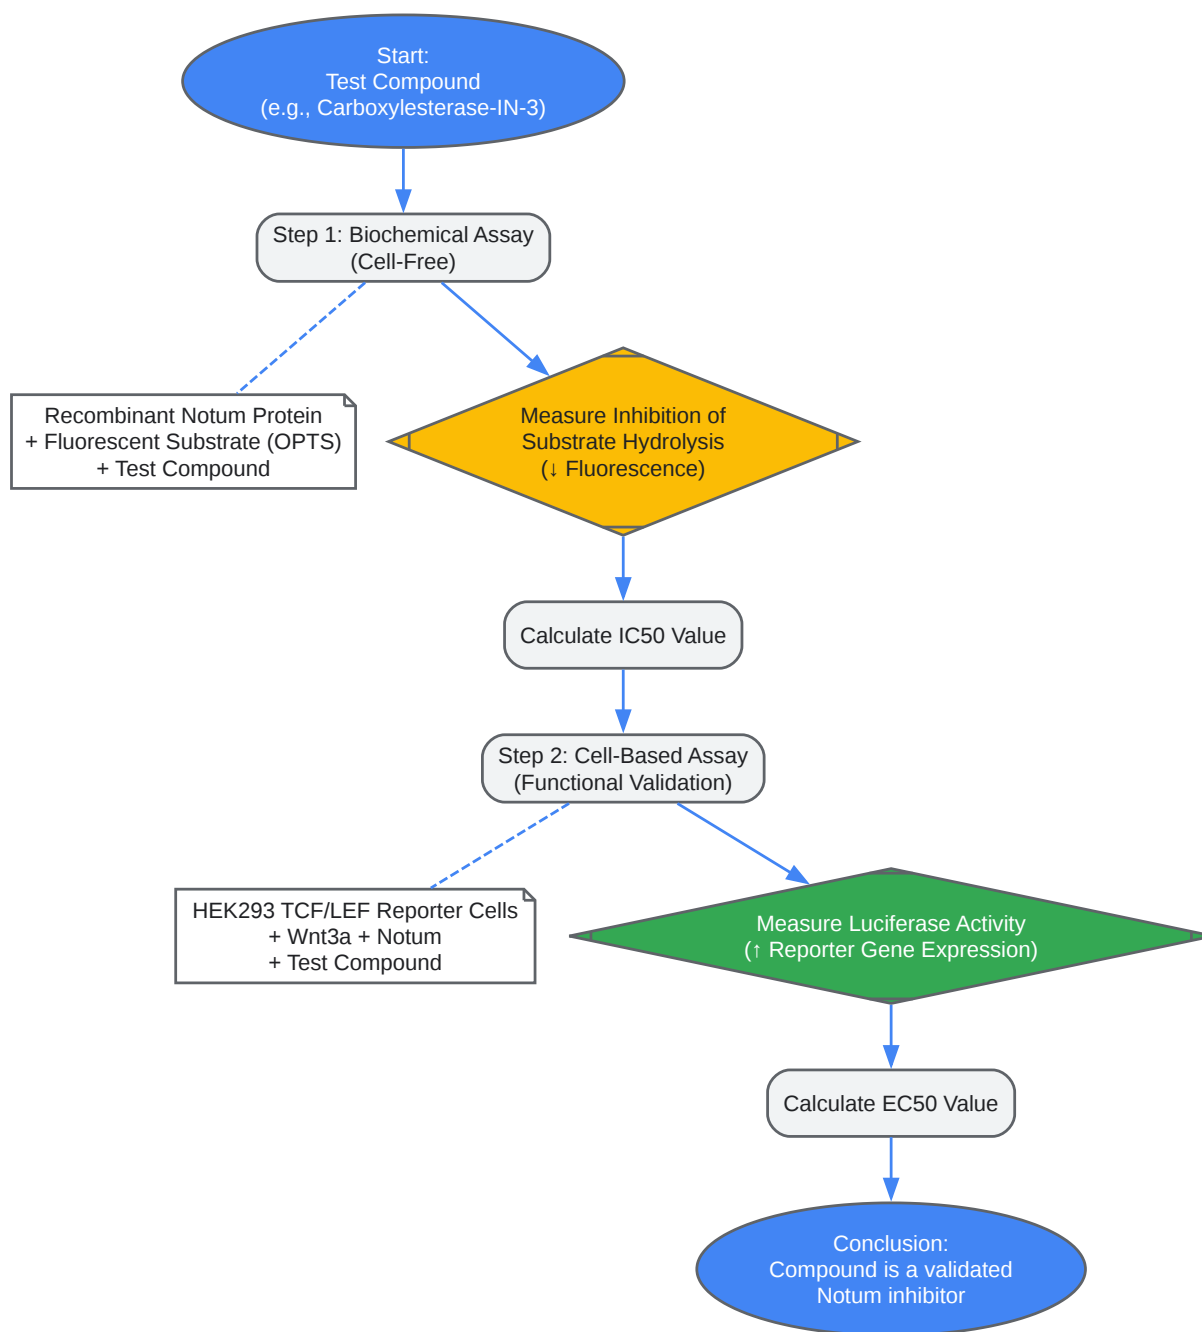 Start:
Test Compound
(e.g., Carboxylesterase-IN-3)
Step 1: Biochemical Assay
(Cell-Free)
Recombinant Notum Protein
+ Fluorescent Substrate (OPTS)
+ Test Compound
Measure Inhibition of
Substrate Hydrolysis
(↓ Fluorescence)
Calculate IC50 Value
Step 2: Cell-Based Assay
(Functional Validation)
HEK293 TCF/LEF Reporter Cells
+ Wnt3a + Notum
+ Test Compound
Measure Luciferase Activity
(↑ Reporter Gene Expression)
Calculate EC50 Value
Conclusion:
Compound is a validated
Notum inhibitor